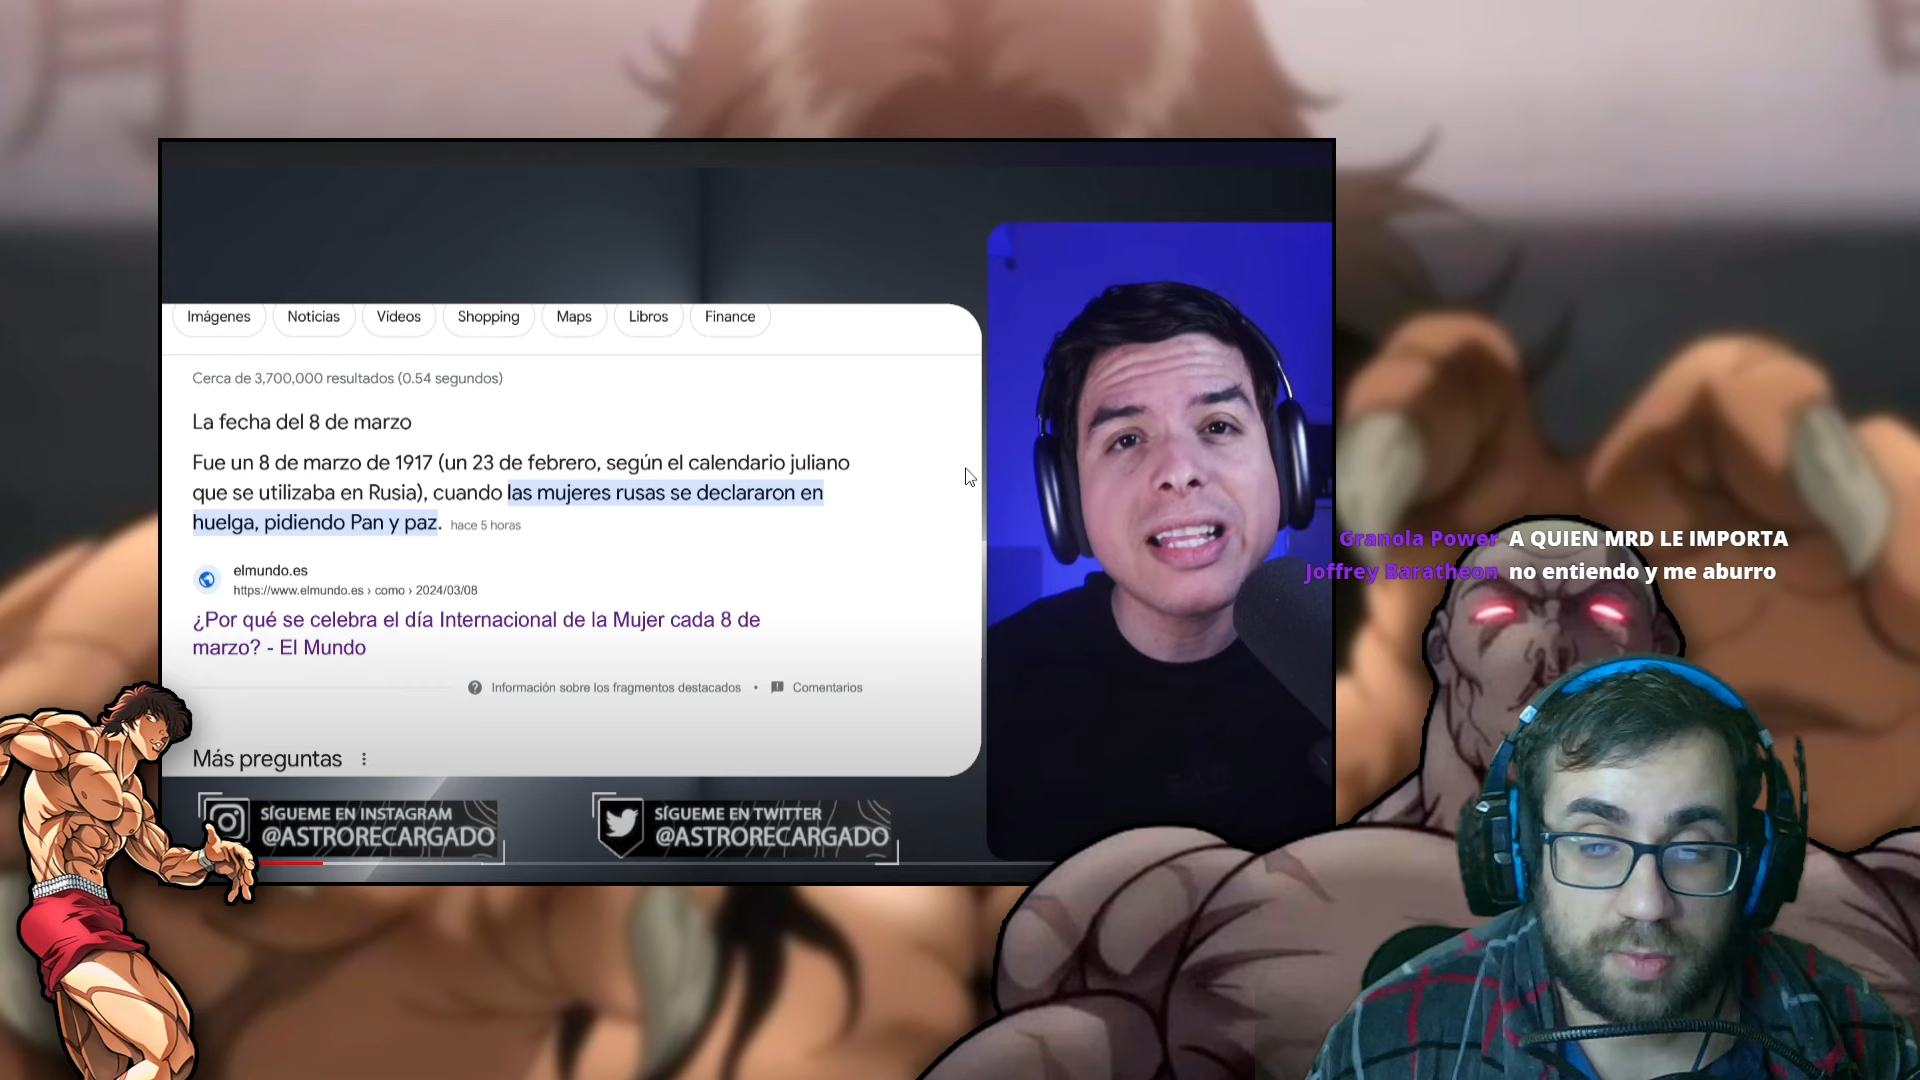 Imágenes
Noticias
Videos
Shopping
Maps
Libros
Finance
Cerca de 3,700,000 resultados (0.54 segundos)
La fecha del 8 de marzo
Fue un 8 de marzo de 1917 (un 23 de febrero, según el calendario juliano
que se utilizaba en Rusia), cuando las mujeres rusas se declararon en
huelga, pidiendo Pan y paz. hace 5 horas
elmundo.es
https://www.elmundo.es › como › 2024/03/08
¿Por qué se celebra el día Internacional de la Mujer cada 8 de
marzo? - El Mundo
Información sobre los fragmentos destacados • Comentarios
Más preguntas
SÍGUEME EN INSTAGRAM
@ASTRORECARGADO
SÍGUEME EN TWITTER
@ASTRORECARGADO
Granola Power A QUIEN MRD LE IMPORTA
Joffrey Baratheon no entiendo y me aburro